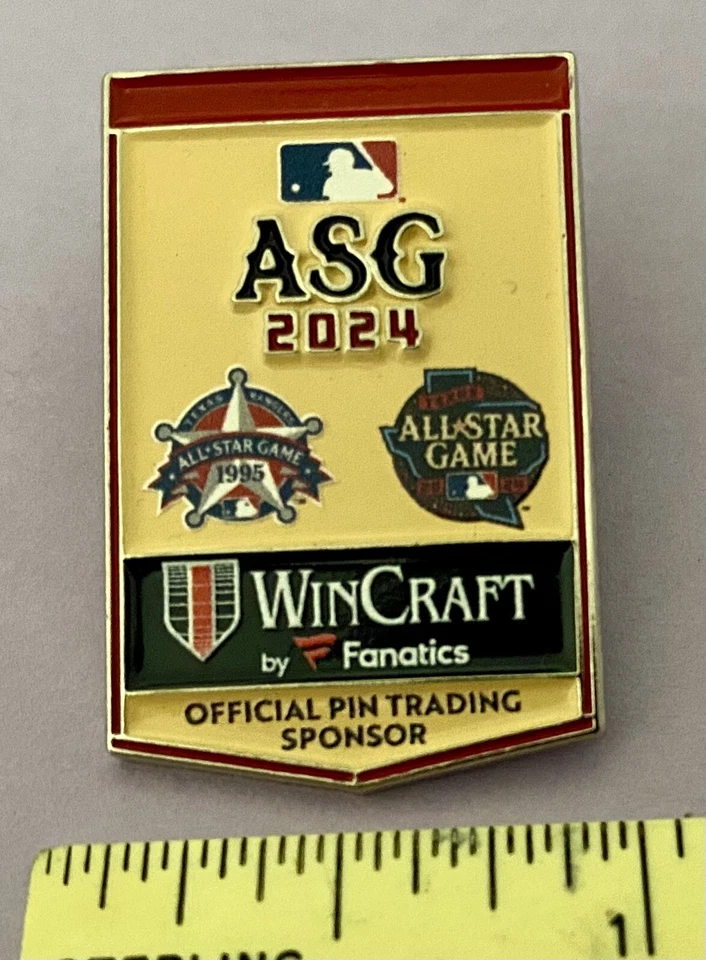 ASG
2024
TEXAS RANGERS
ALL★STAR GAME
1995
TEXAS
ALL★STAR
GAME
WINCRAFT
by Fanatics
OFFICIAL PIN TRADING
SPONSOR
1
STERLING